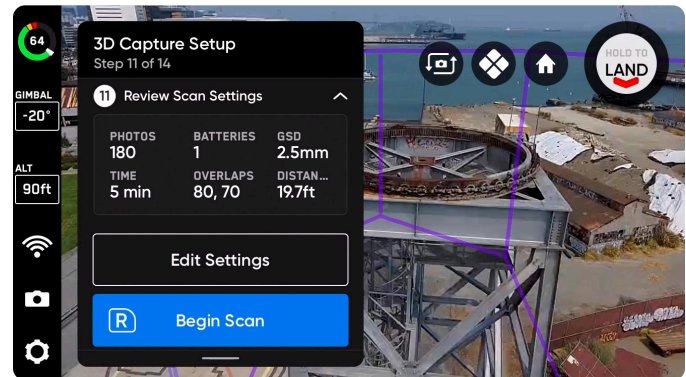 64
GIMBAL
-20°
ALT
90ft
3D Capture Setup
Step 11 of 14
11 Review Scan Settings
PHOTOS BATTERIES GSD
180 1 2.5mm
TIME OVERLAPS DISTAN...
5 min 80, 70 19.7ft
Edit Settings
R Begin Scan
HOLD TO
LAND